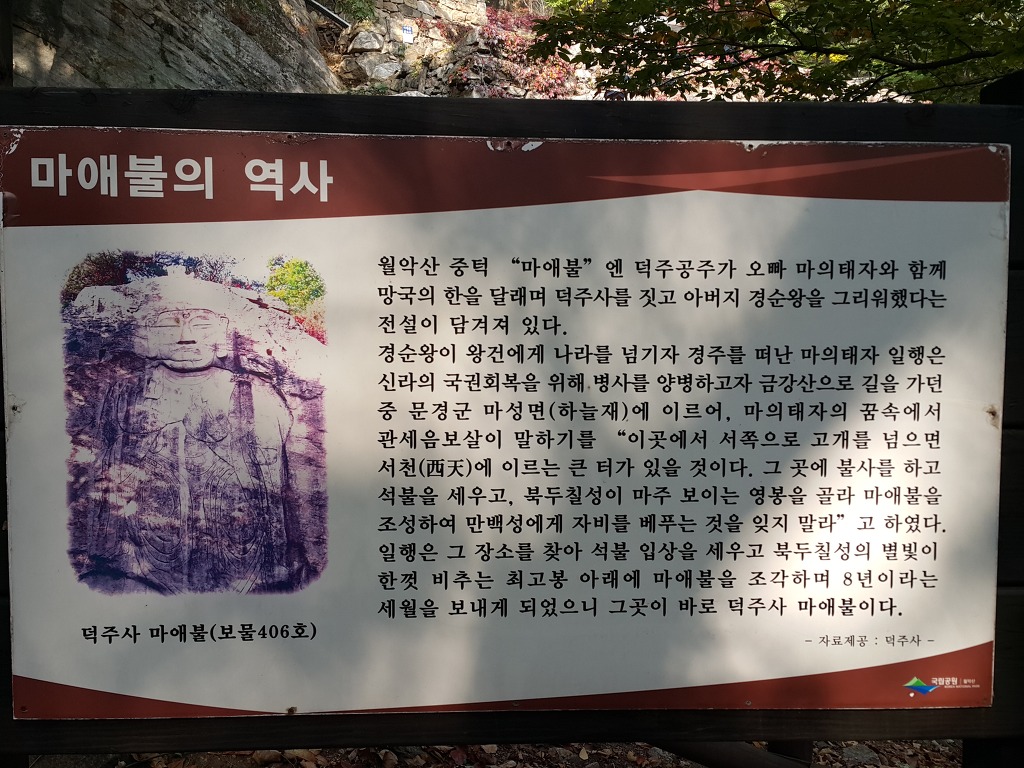 마애불의 역사
월악산 중턱 “마애불”엔 덕주공주가 오빠 마의태자와 함께
망국의 한을 달래며 덕주사를 짓고 아버지 경순왕을 그리워했다는
전설이 담겨져 있다.
경순왕이 왕건에게 나라를 넘기자 경주를 떠난 마의태자 일행은
신라의 국권회복을 위해 병사를 양병하고자 금강산으로 길을 가던
중 문경군 마성면(하늘재)에 이르어, 마의태자의 꿈속에서
관세음보살이 말하기를 “이곳에서 서쪽으로 고개를 넘으면
서천(西天)에 이르는 큰 터가 있을 것이다. 그 곳에 불사를 하고
석불을 세우고, 북두칠성이 마주 보이는 영봉을 골라 마애불을
조성하여 만백성에게 자비를 베푸는 것을 잊지 말라”고 하였다.
일행은 그 장소를 찾아 석불 입상을 세우고 북두칠성의 별빛이
한껏 비추는 최고봉 아래에 마애불을 조각하며 8년이라는
세월을 보내게 되었으니 그곳이 바로 덕주사 마애불이다.
- 자료제공 : 덕주사 -
덕주사 마애불(보물406호)
국립공원 월악산
KOREA NATIONAL PARK